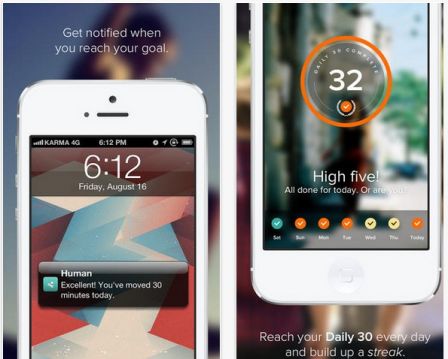 Get notified when
you reach your goal.
KARMA 4G 6:12 PM
6:12
Friday, August 16
Human
Excellent! You've moved 30
minutes today.
DAILY 30 COMPLETE
32
High five!
All done for today. Or are you?
Sat Sun Mon Tue Wed Thu Today
Reach your Daily 30 every day
and build up a streak.